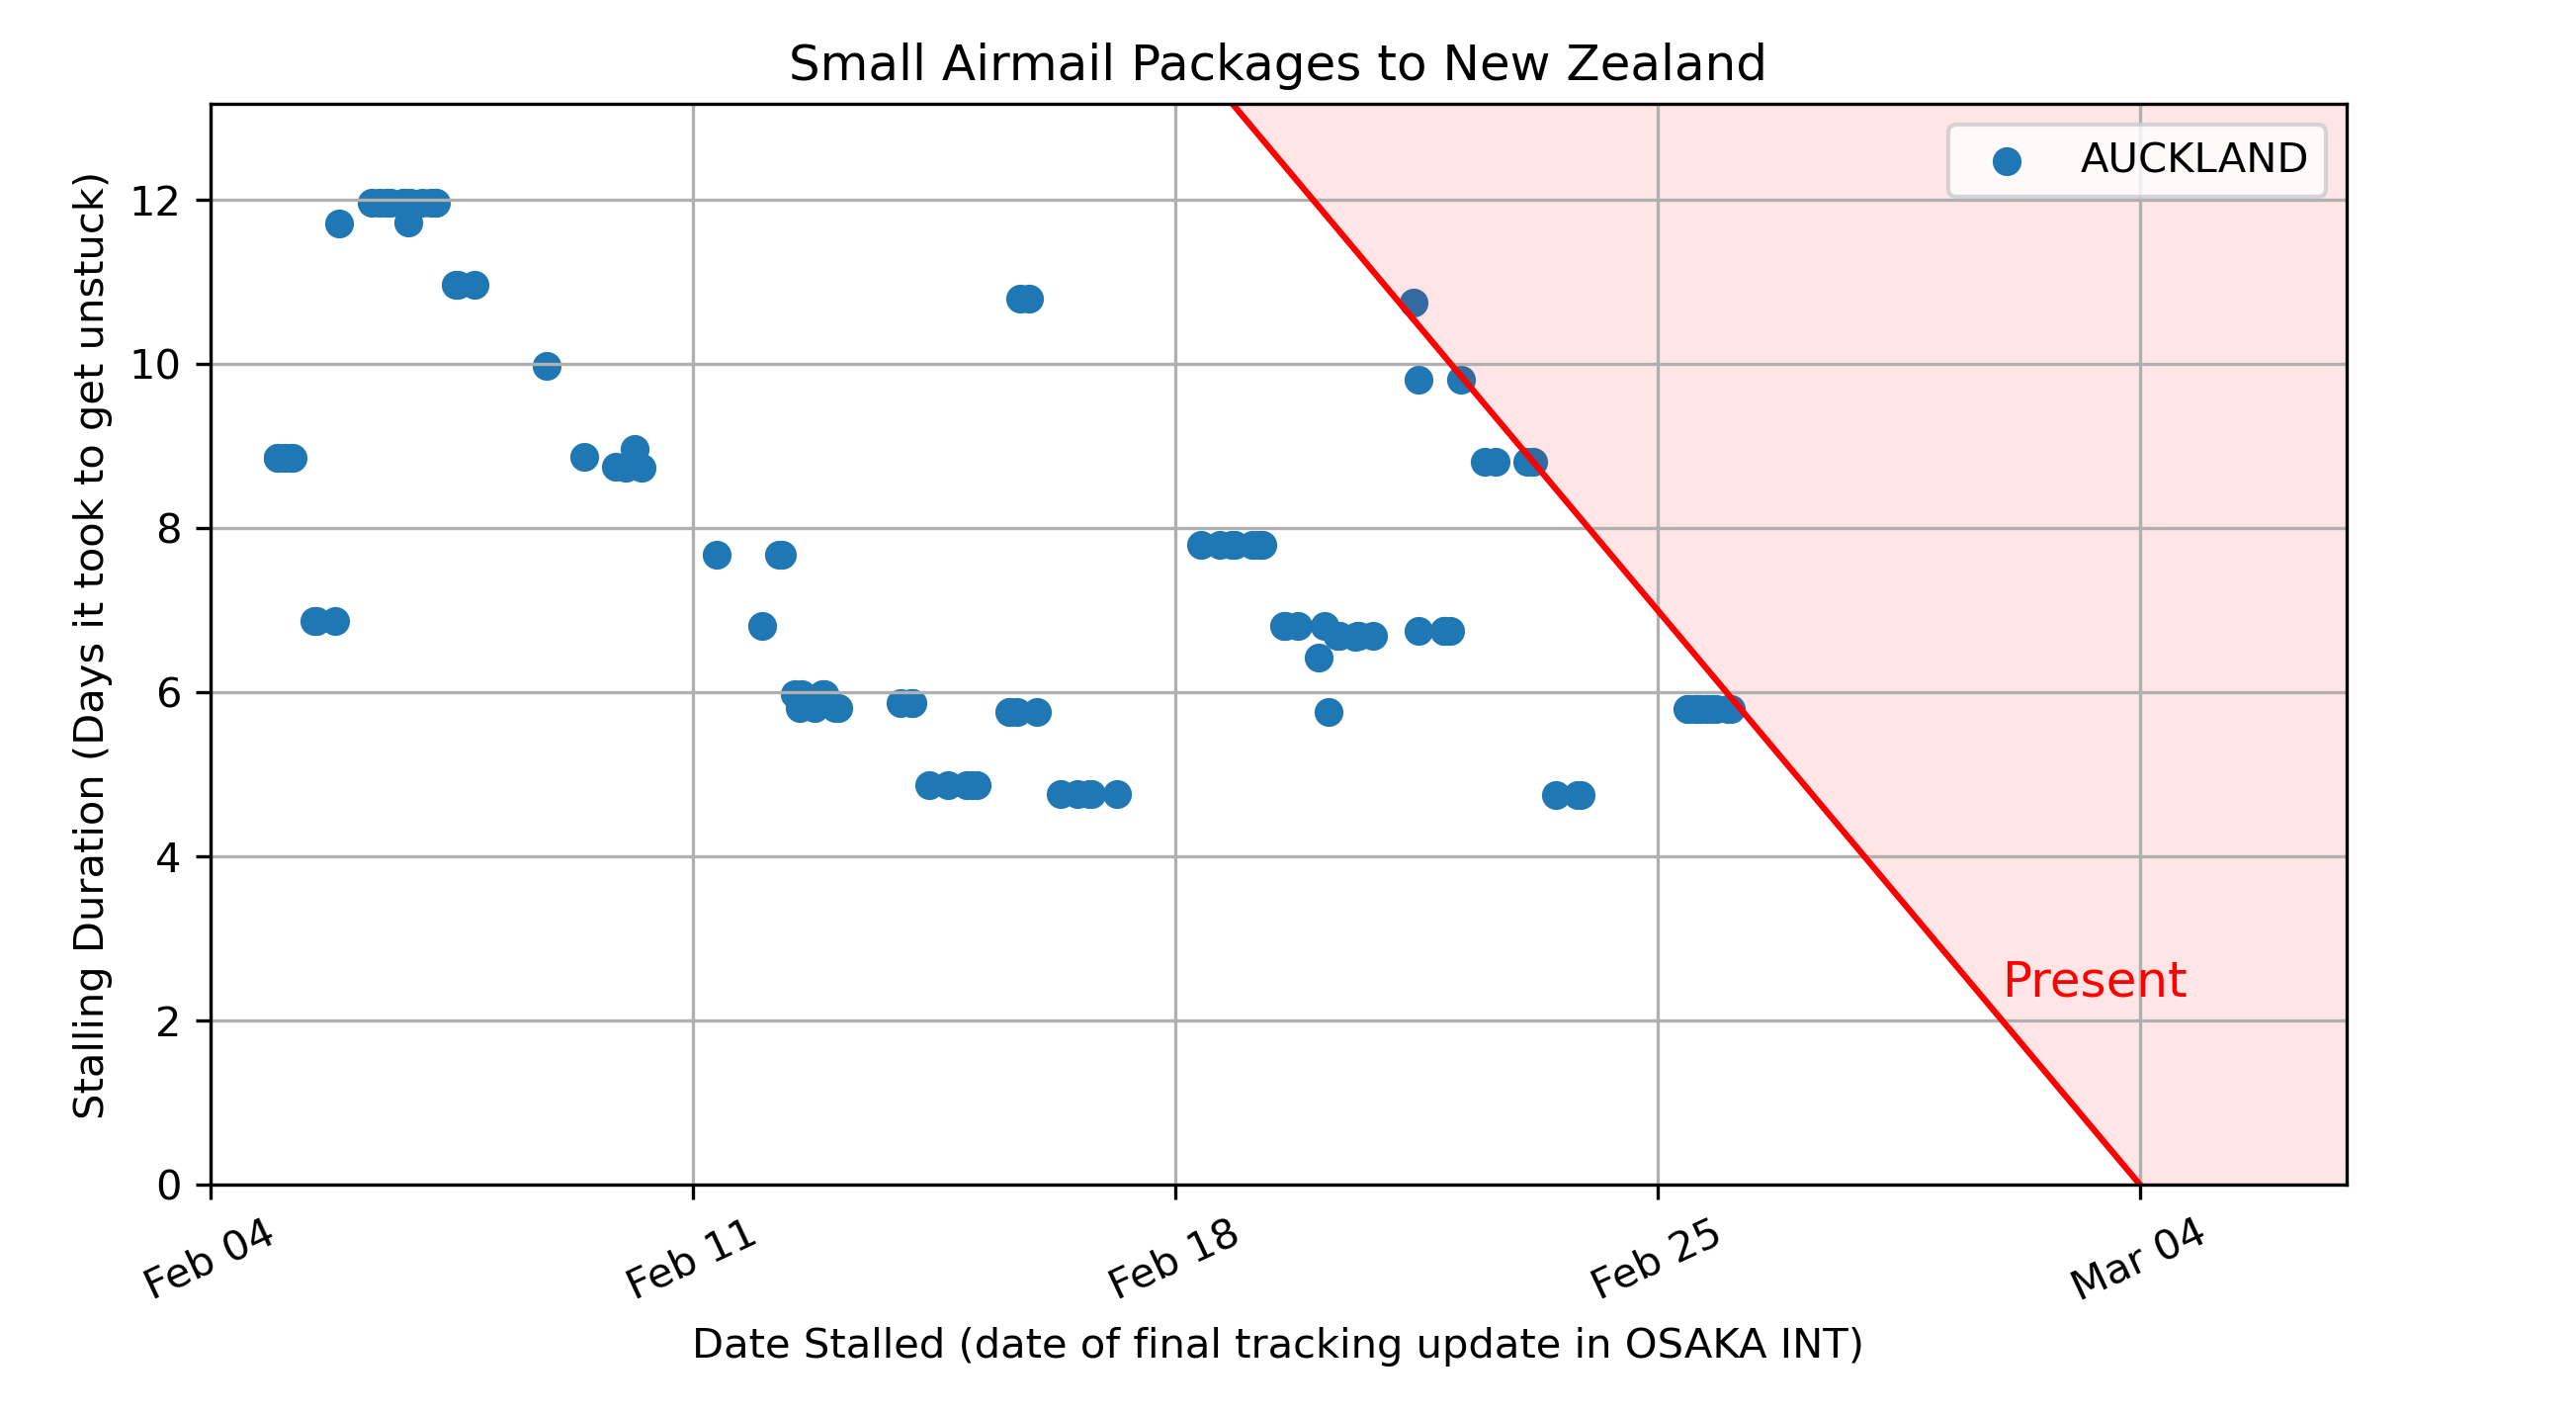 Small Airmail Packages to New Zealand
AUCKLAND
Stalling Duration (Days it took to get unstuck)
12
10
8
6
4
2
0
Present
Feb 04
Feb 11
Feb 18
Feb 25
Mar 04
Date Stalled (date of final tracking update in OSAKA INT)